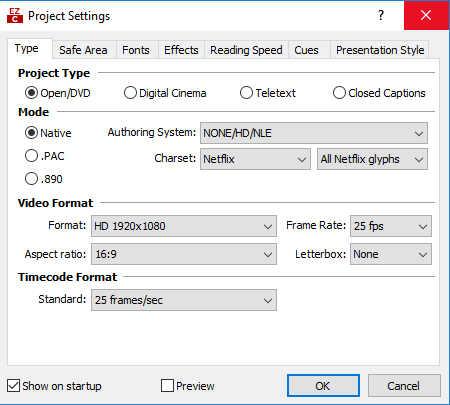 EZ
C
Project Settings
?
Type Safe Area Fonts Effects Reading Speed Cues Presentation Style
Project Type
Open/DVD Digital Cinema Teletext Closed Captions
Mode
Native Authoring System: NONE/HD/NLE
.PAC Charset: Netflix All Netflix glyphs
.890
Video Format
Format: HD 1920x1080 Frame Rate: 25 fps
Aspect ratio: 16:9 Letterbox: None
Timecode Format
Standard: 25 frames/sec
Show on startup Preview OK Cancel